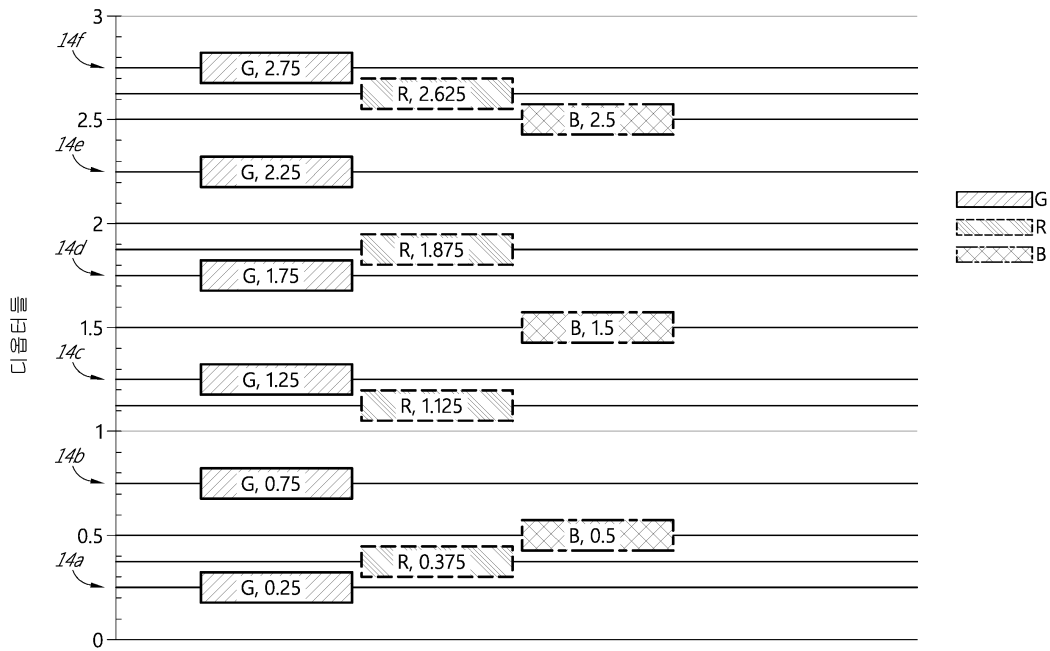 3
14f
G, 2.75
R, 2.625
2.5
B, 2.5
14e
G, 2.25
G
R
B
2
14d
R, 1.875
G, 1.75
디옵터들
1.5
B, 1.5
14c
G, 1.25
R, 1.125
1
14b
G, 0.75
0.5
B, 0.5
14a
R, 0.375
G, 0.25
0